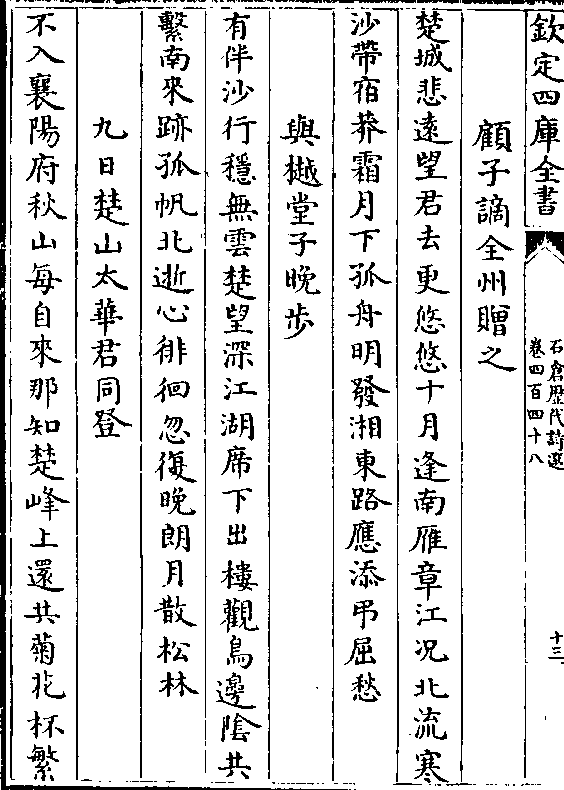 欽定四庫全書
石倉歴代詩選
卷四百四十八
十三
顧子謫全州贈之
楚城悲遠望君去更悠悠十月逢南雁章江况北流寒
沙帶宿莽霜月下孤舟明發湘東路應添弔屈愁
與樾堂子晚步
有伴沙行穩無雲楚望深江湖席下出樓觀鳥邊陰共
繫南來跡孤帆北逝心徘徊忽復晚朗月散松林
九日楚山太華君同登
不入襄陽府秋山每自來那知楚峰上還共菊花杯繁